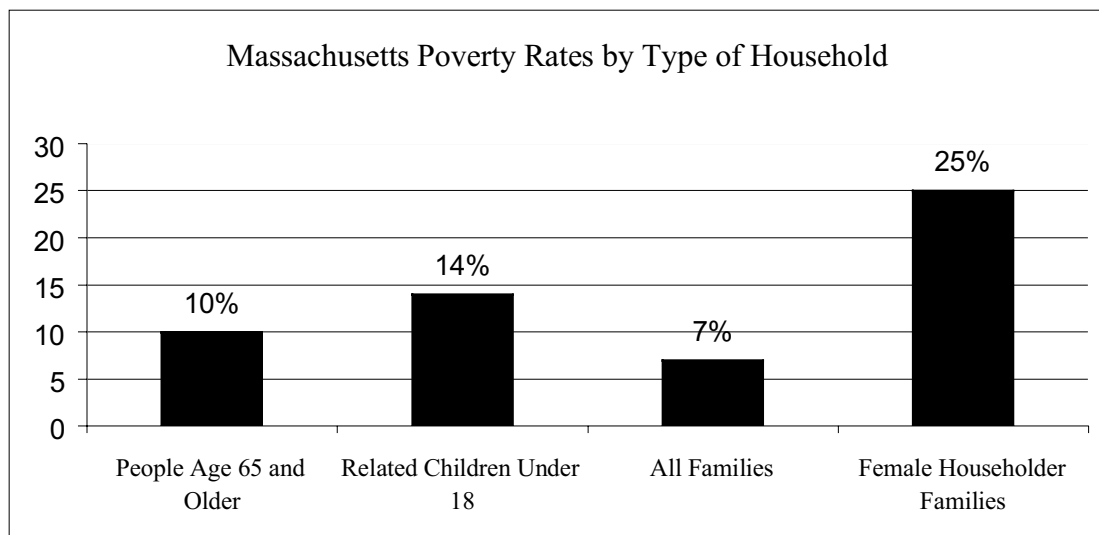 Massachusetts Poverty Rates by Type of Household
30
25
20
15
10
5
0
10%
14%
7%
25%
People Age 65 and
Older
Related Children Under
18
All Families
Female Householder
Families